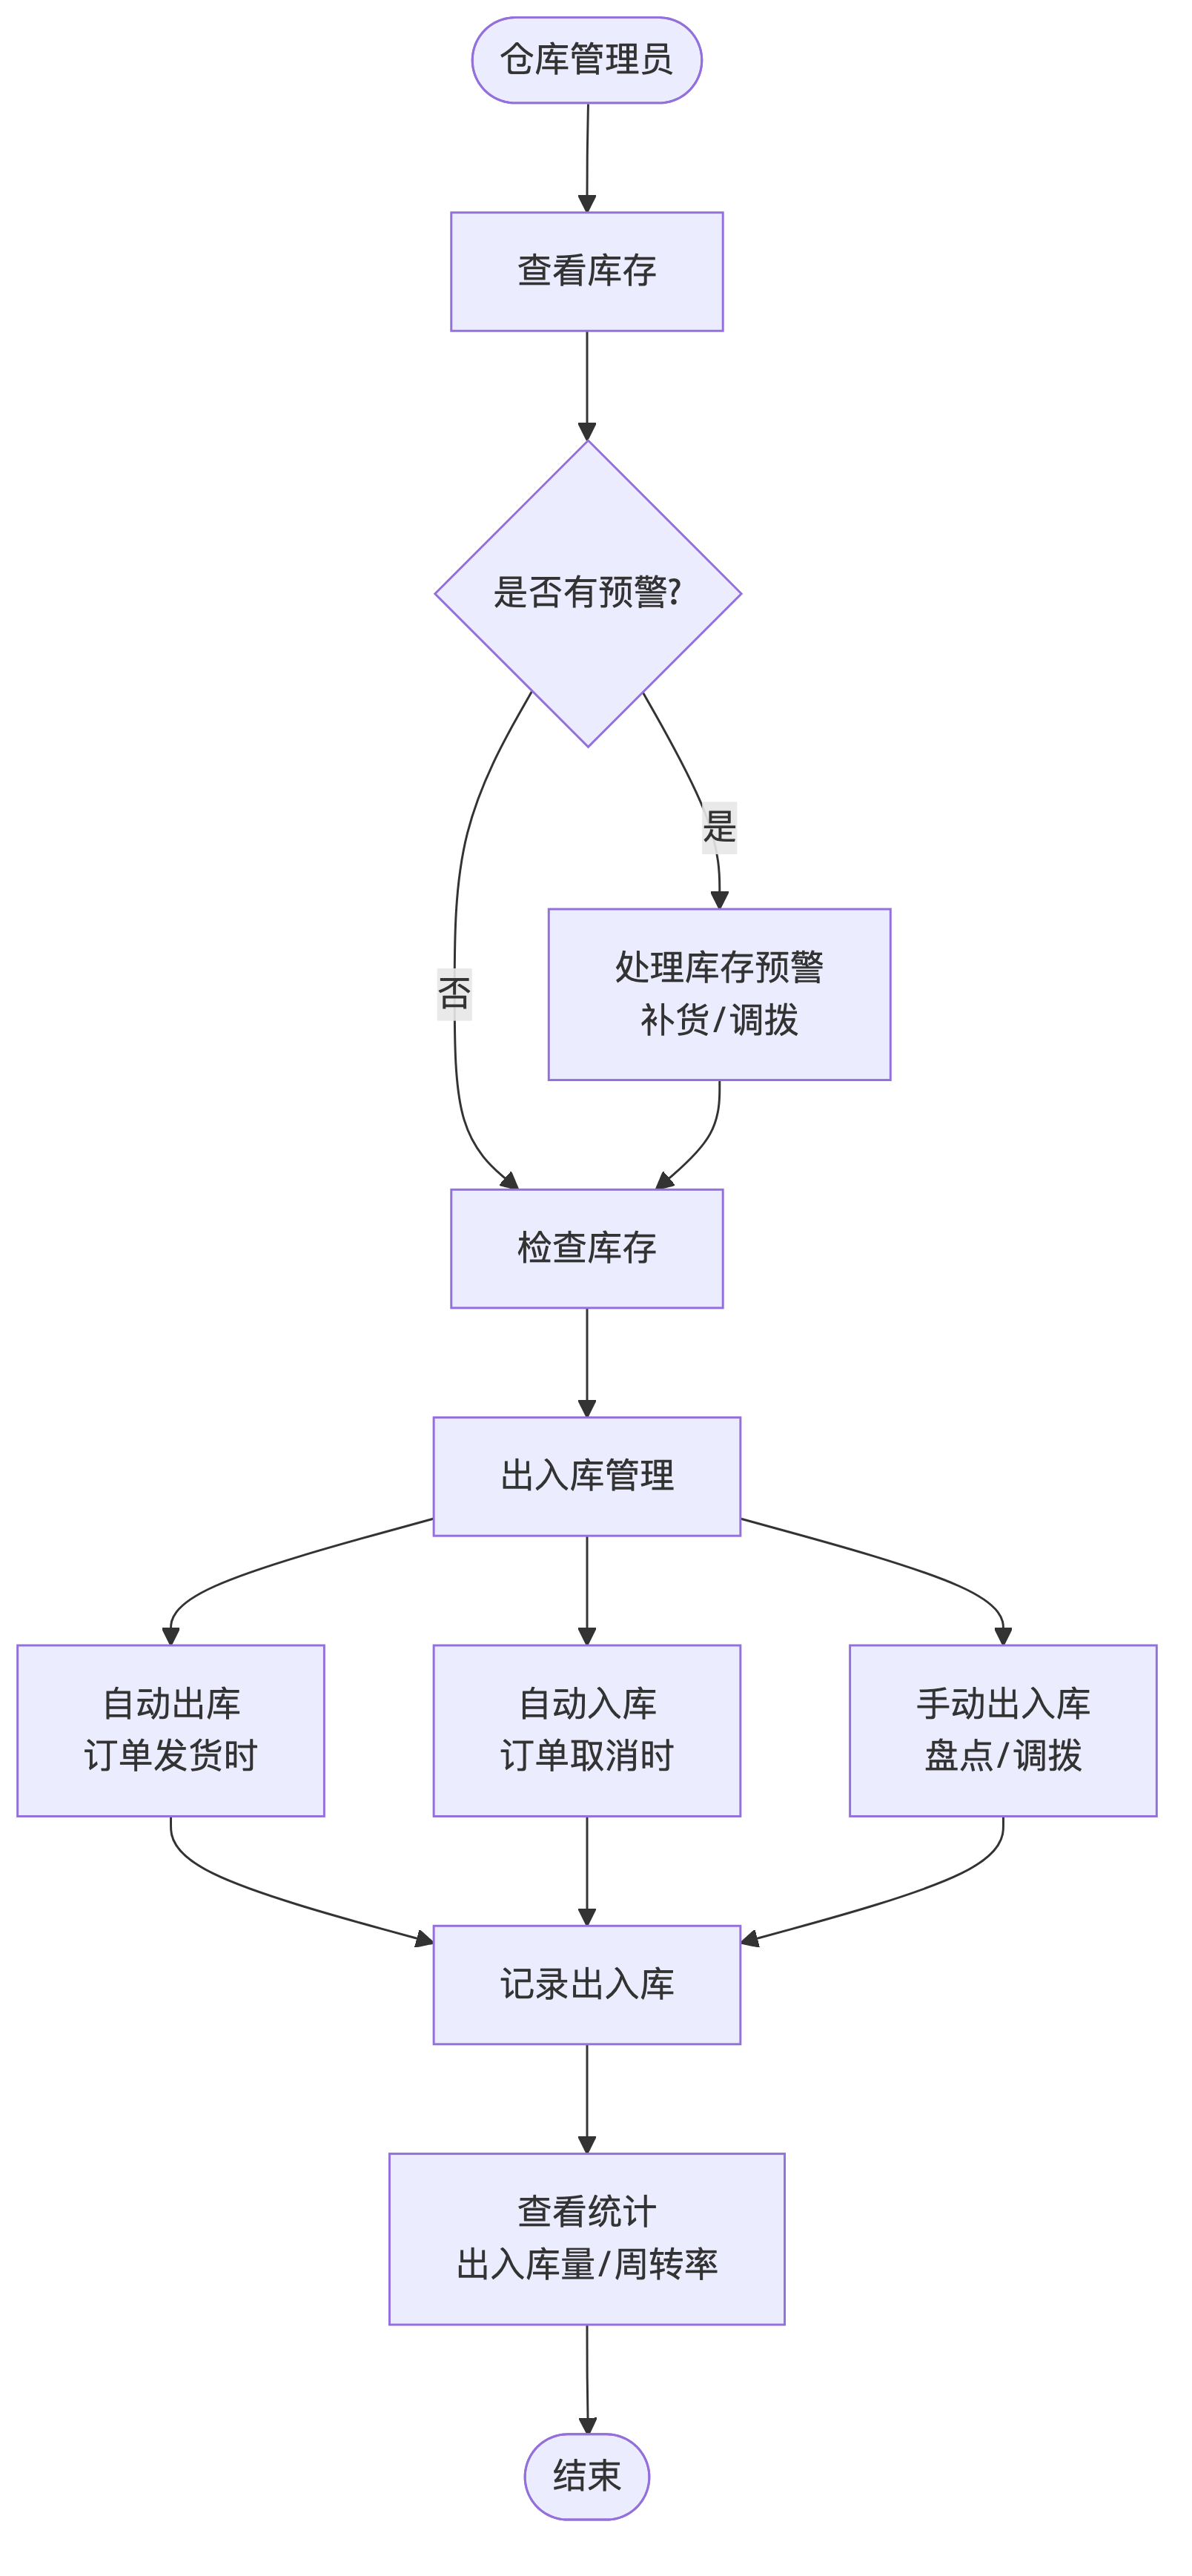 仓库管理员
查看库存
是否有预警?
是
否
处理库存预警
补货/调拨
检查库存
出入库管理
自动出库
订单发货时
自动入库
订单取消时
手动出入库
盘点/调拨
记录出入库
查看统计
出入库量/周转率
结束